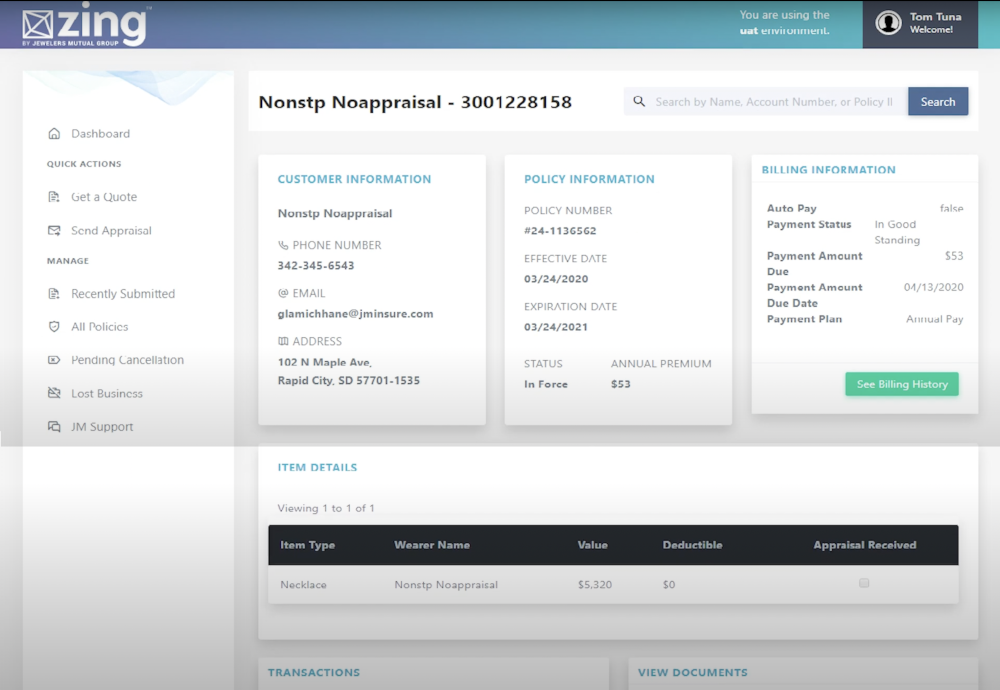 zing™
BY JEWELERS MUTUAL GROUP
You are using the
uat environment.
Tom Tuna
Welcome!
Dashboard
QUICK ACTIONS
Get a Quote
Send Appraisal
MANAGE
Recently Submitted
All Policies
Pending Cancellation
Lost Business
JM Support
Nonstp Noappraisal - 3001228158
Search by Name, Account Number, or Policy II
Search
CUSTOMER INFORMATION
Nonstp Noappraisal
PHONE NUMBER
342-345-6543
EMAIL
glamichhane@jminsure.com
ADDRESS
102 N Maple Ave,
Rapid City, SD 57701-1535
POLICY INFORMATION
POLICY NUMBER
#24-1136562
EFFECTIVE DATE
03/24/2020
EXPIRATION DATE
03/24/2021
STATUS ANNUAL PREMIUM
In Force $53
BILLING INFORMATION
Auto Pay false
Payment Status In Good
Standing
Payment Amount $53
Due
Payment Amount 04/13/2020
Due Date
Payment Plan Annual Pay
See Billing History
ITEM DETAILS
Viewing 1 to 1 of 1
Item Type Wearer Name Value Deductible Appraisal Received
Necklace Nonstp Noappraisal $5,320 $0
TRANSACTIONS
VIEW DOCUMENTS